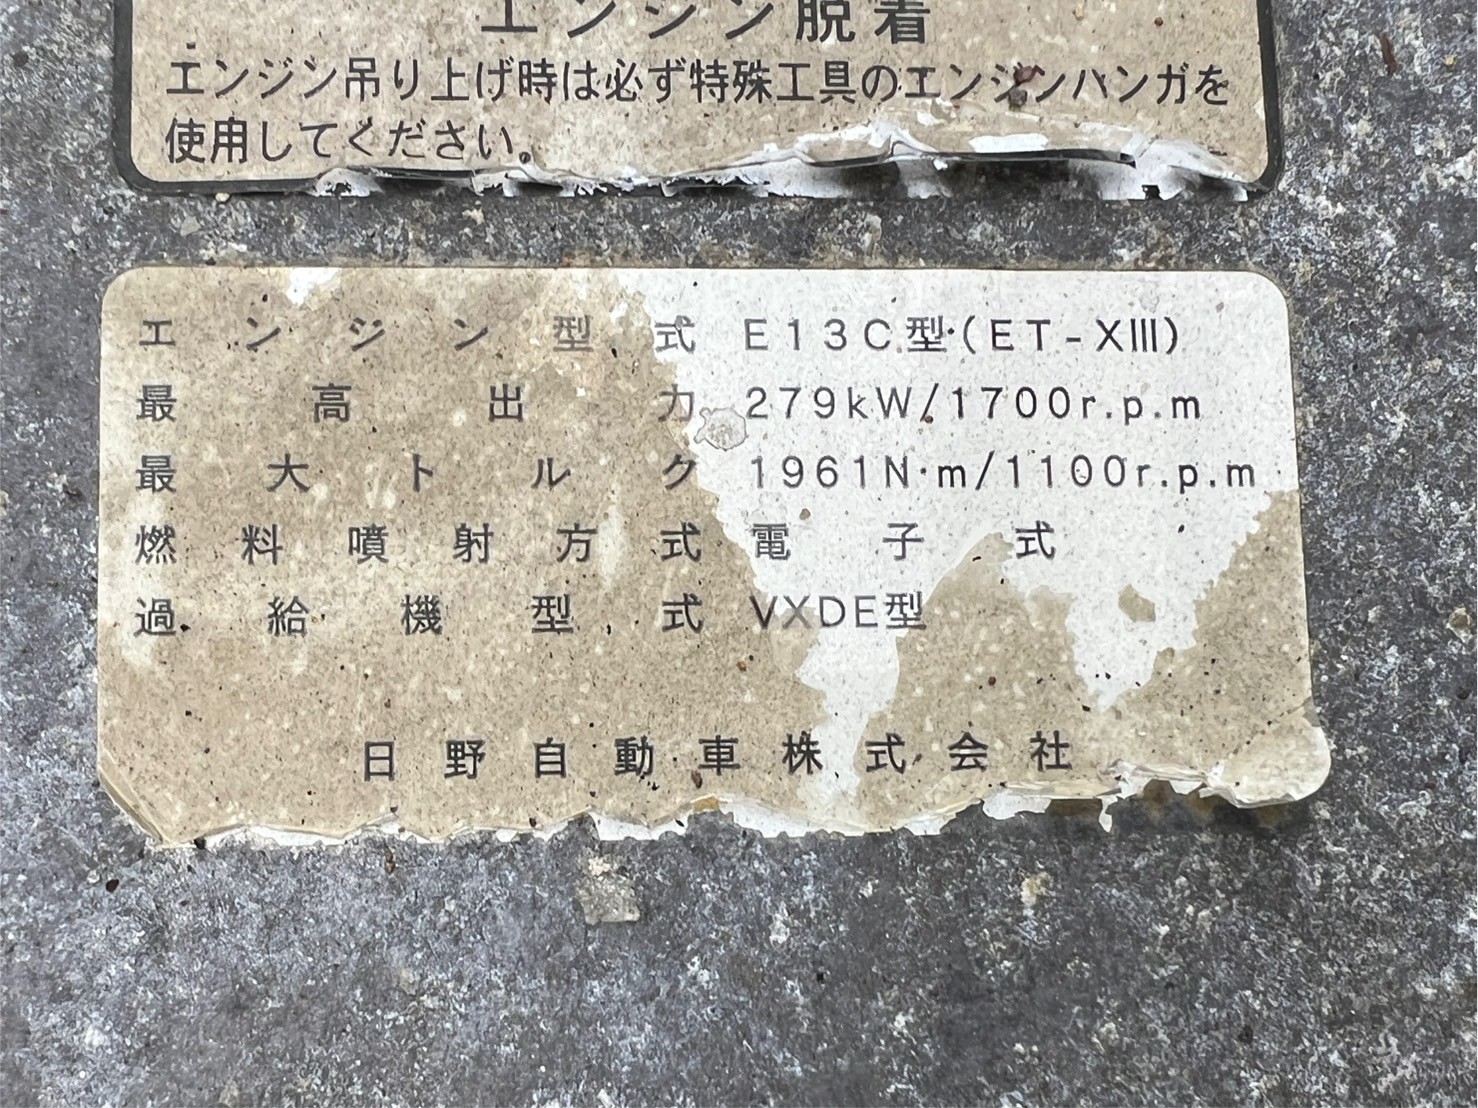 エンジン脱着
エンジン吊り上げ時は必ず特殊工具のエンジンハンガを
使用してください。
エンジン型式 E13C型(ET-XIII)
最高出力 279kW/1700r.p.m
最大トルク 1961N·m/1100r.p.m
燃料噴射方式 電子式
過給機型式 VXDE型
日野自動車株式会社